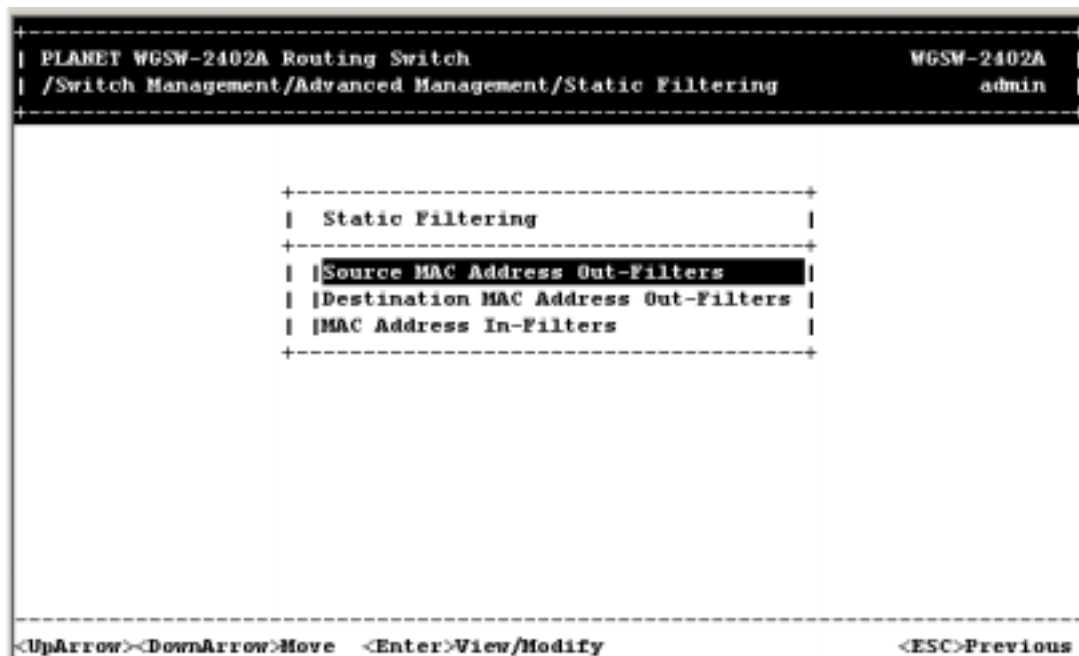 PLANET WGSW-2402A Routing Switch WGSW-2402A
/Switch Management/Advanced Management/Static Filtering admin
Static Filtering
Source MAC Address Out-Filters
Destination MAC Address Out-Filters
MAC Address In-Filters
<UpArrow><DownArrow>Move <Enter>View/Modify <ESC>Previous